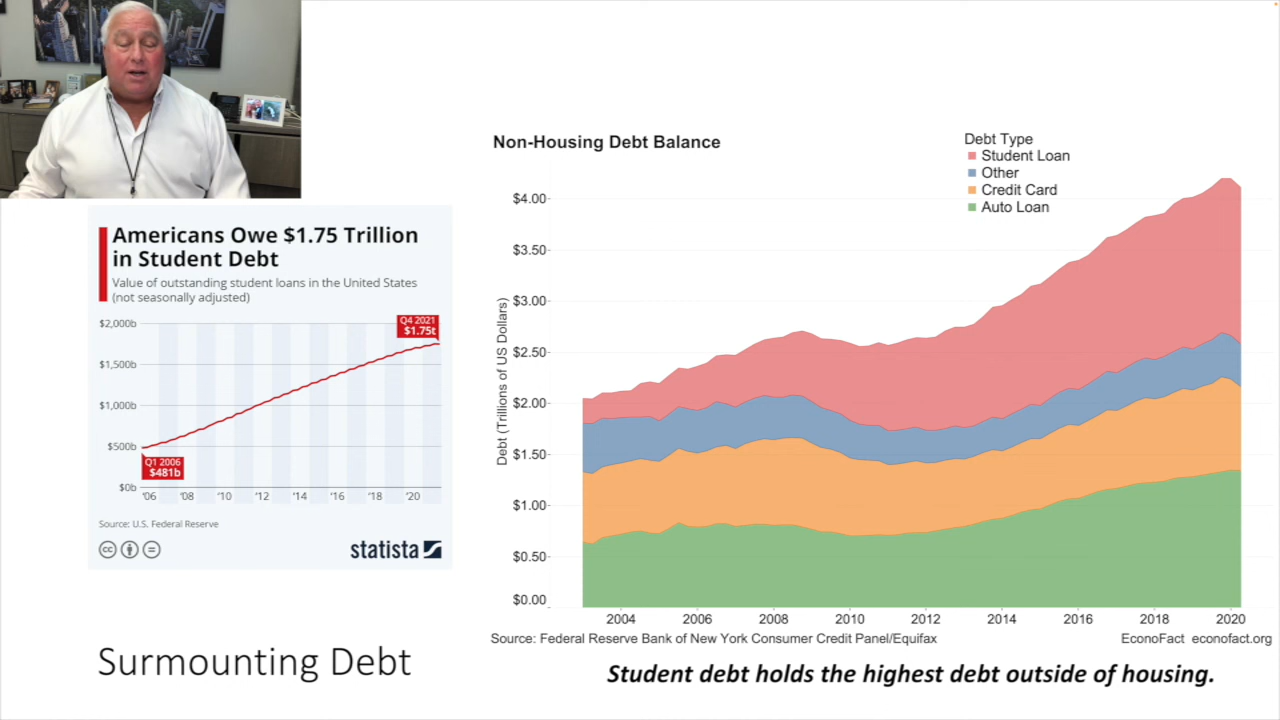 Americans Owe $1.75 Trillion
in Student Debt
Value of outstanding student loans in the United States
(not seasonally adjusted)
$2,000b
$1,500b
$1,000b
$500b
$0b
Q4 2021
$1.75t
Q1 2006
$481b
'06 '08 '10 '12 '14 '16 '18 '20
Source: U.S. Federal Reserve
cc
statista
Surmounting Debt
Non-Housing Debt Balance
Debt Type
Student Loan
Other
Credit Card
Auto Loan
Debt (Trillions of US Dollars)
$4.00
$3.50
$3.00
$2.50
$2.00
$1.50
$1.00
$0.50
$0.00
2004 2006 2008 2010 2012 2014 2016 2018 2020
Source: Federal Reserve Bank of New York Consumer Credit Panel/Equifax
EconoFact econofact.org
Student debt holds the highest debt outside of housing.